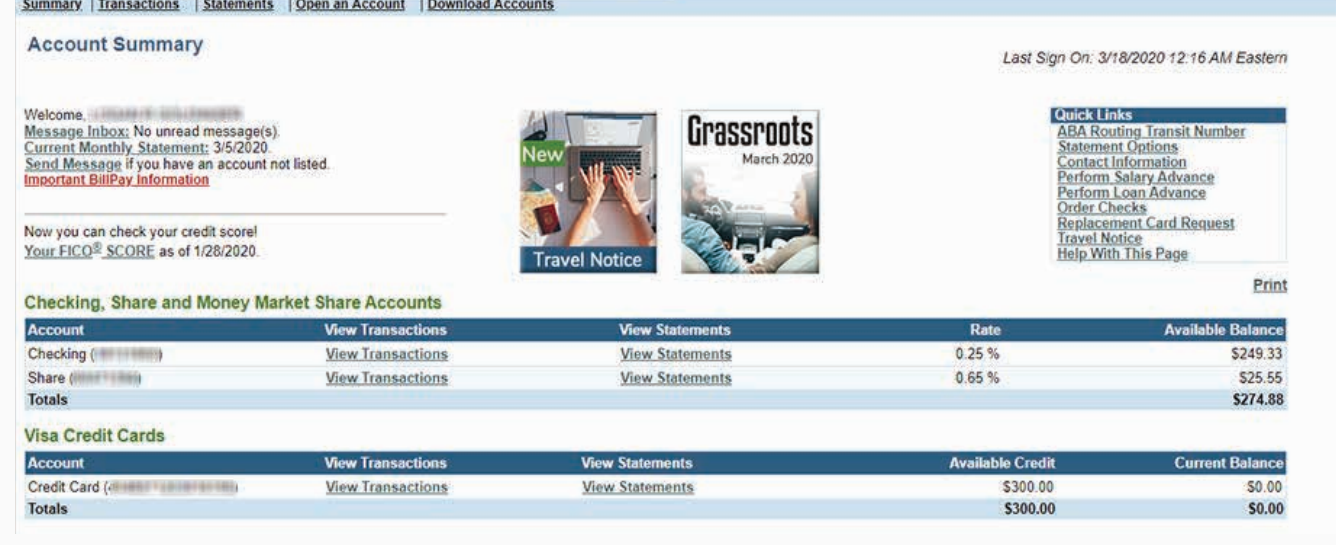 Summary | Transactions | Statements | Open an Account | Download Accounts
Account Summary
Last Sign On: 3/18/2020 12:16 AM Eastern
Welcome,
Message Inbox: No unread message(s).
Current Monthly Statement: 3/5/2020.
Send Message if you have an account not listed.
Important BillPay Information
Now you can check your credit score!
Your FICO® SCORE as of 1/28/2020.
New
Travel Notice
Grassroots
March 2020
Quick Links
ABA Routing Transit Number
Statement Options
Contact Information
Perform Salary Advance
Perform Loan Advance
Order Checks
Replacement Card Request
Travel Notice
Help With This Page
Print
Checking, Share and Money Market Share Accounts
Account View Transactions View Statements Rate Available Balance
Checking ( ) View Transactions View Statements 0.25 % $249.33
Share ( ) View Transactions View Statements 0.65 % $25.55
Totals $274.88
Visa Credit Cards
Account View Transactions View Statements Available Credit Current Balance
Credit Card ( ) View Transactions View Statements $300.00 $0.00
Totals $300.00 $0.00